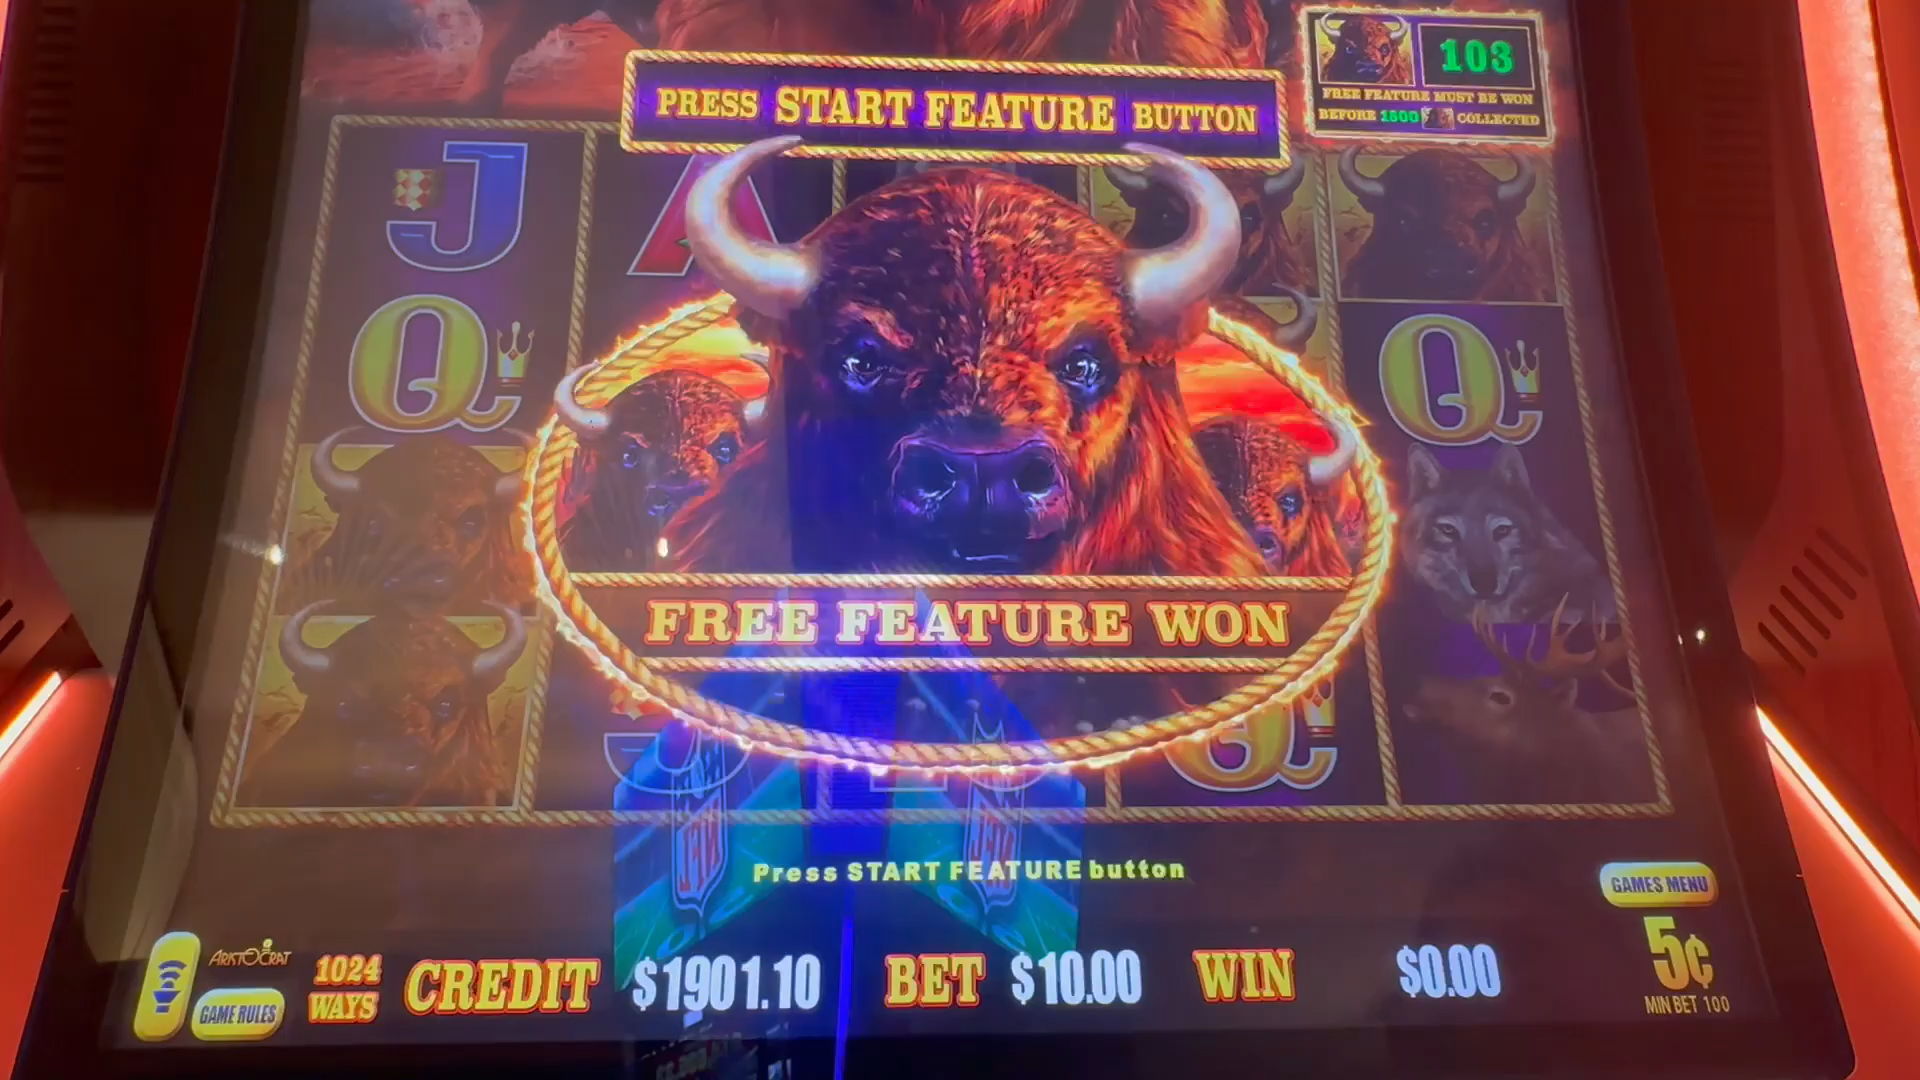 103
FREE FEATURE MUST BE WON
BEFORE 1500 COLLECTED
PRESS START FEATURE BUTTON
J
A
Q
Q
FREE FEATURE WON
J
Q
NFL
NFL
Press START FEATURE button
GAMES MENU
ARISTOCRAT
GAME RULES
1024 WAYS
CREDIT $1901.10 BET $10.00 WIN $0.00
5¢
MIN BET 100